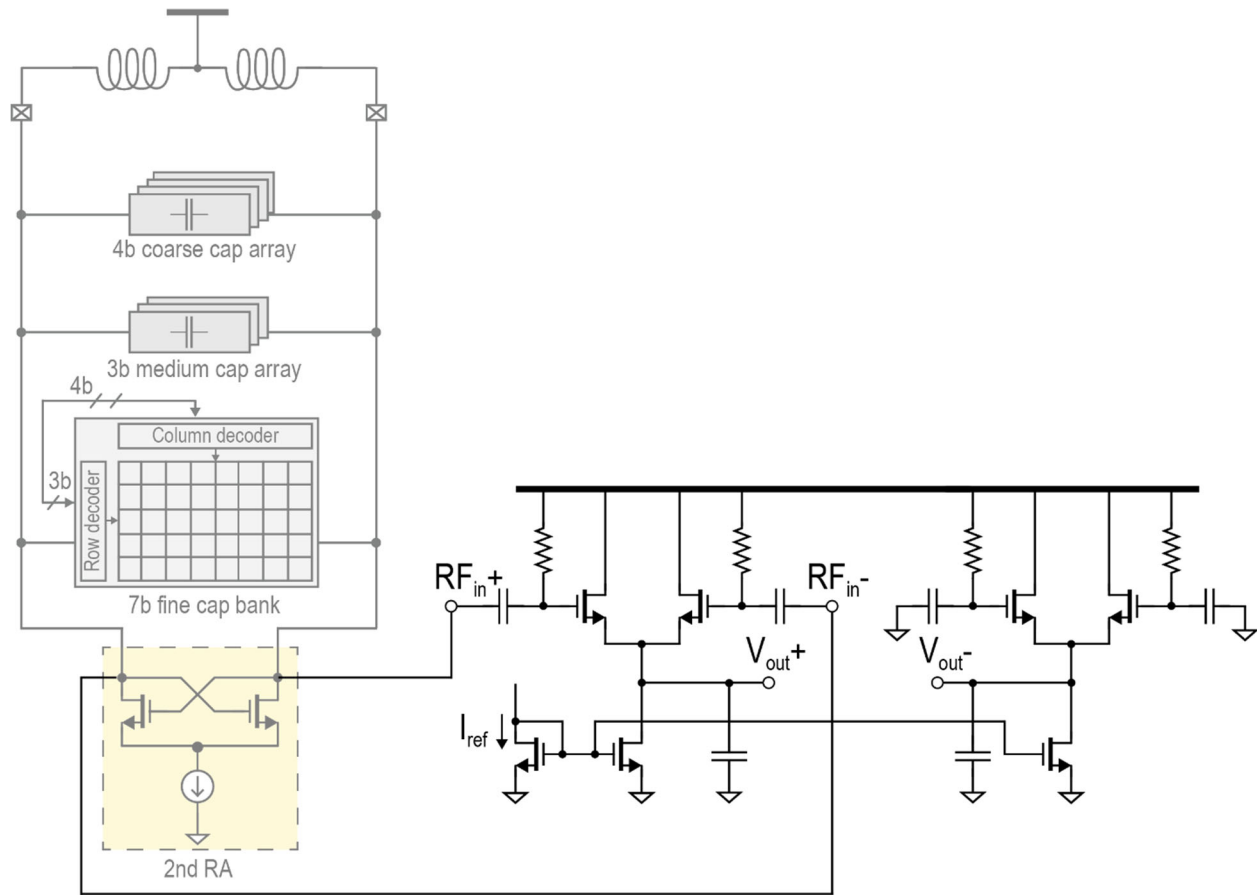 4b coarse cap array
3b medium cap array
4b
Column decoder
3b
Row decoder
7b fine cap bank
RFin+
RFin-
Vout+
Vout-
Iref
2nd RA